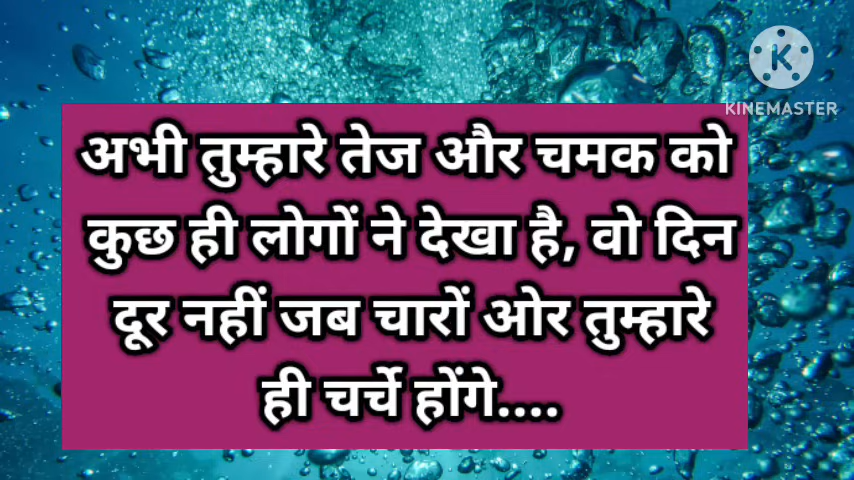 KINEMASTER
अभी तुम्हारे तेज और चमक को
कुछ ही लोगों ने देखा है, वो दिन
दूर नहीं जब चारों ओर तुम्हारे
ही चर्चे होंगे....